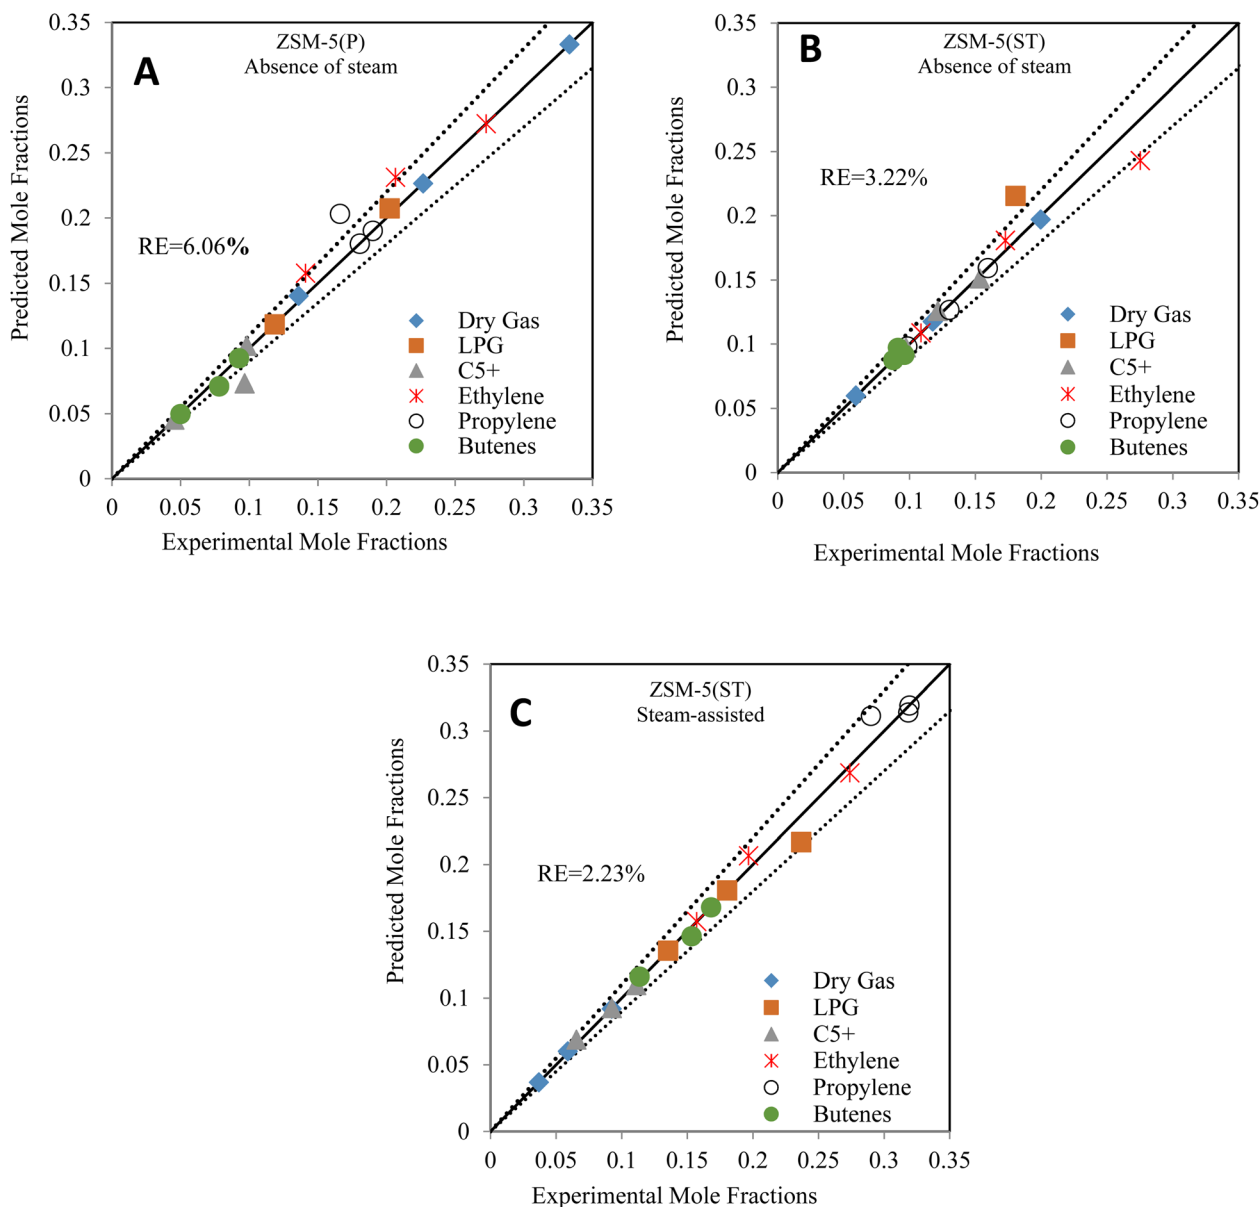 A
ZSM-5(P)
Absence of steam
RE=6.06%
Predicted Mole Fractions
0.35
0.3
0.25
0.2
0.15
0.1
0.05
0
0 0.05 0.1 0.15 0.2 0.25 0.3 0.35
Experimental Mole Fractions
Dry Gas
LPG
C5+
Ethylene
Propylene
Butenes
B
ZSM-5(ST)
Absence of steam
RE=3.22%
Predicted Mole Fractions
0.35
0.3
0.25
0.2
0.15
0.1
0.05
0
0 0.05 0.1 0.15 0.2 0.25 0.3 0.35
Experimental Mole Fractions
Dry Gas
LPG
C5+
Ethylene
Propylene
Butenes
C
ZSM-5(ST)
Steam-assisted
RE=2.23%
Predicted Mole Fractions
0.35
0.3
0.25
0.2
0.15
0.1
0.05
0
0 0.05 0.1 0.15 0.2 0.25 0.3 0.35
Experimental Mole Fractions
Dry Gas
LPG
C5+
Ethylene
Propylene
Butenes